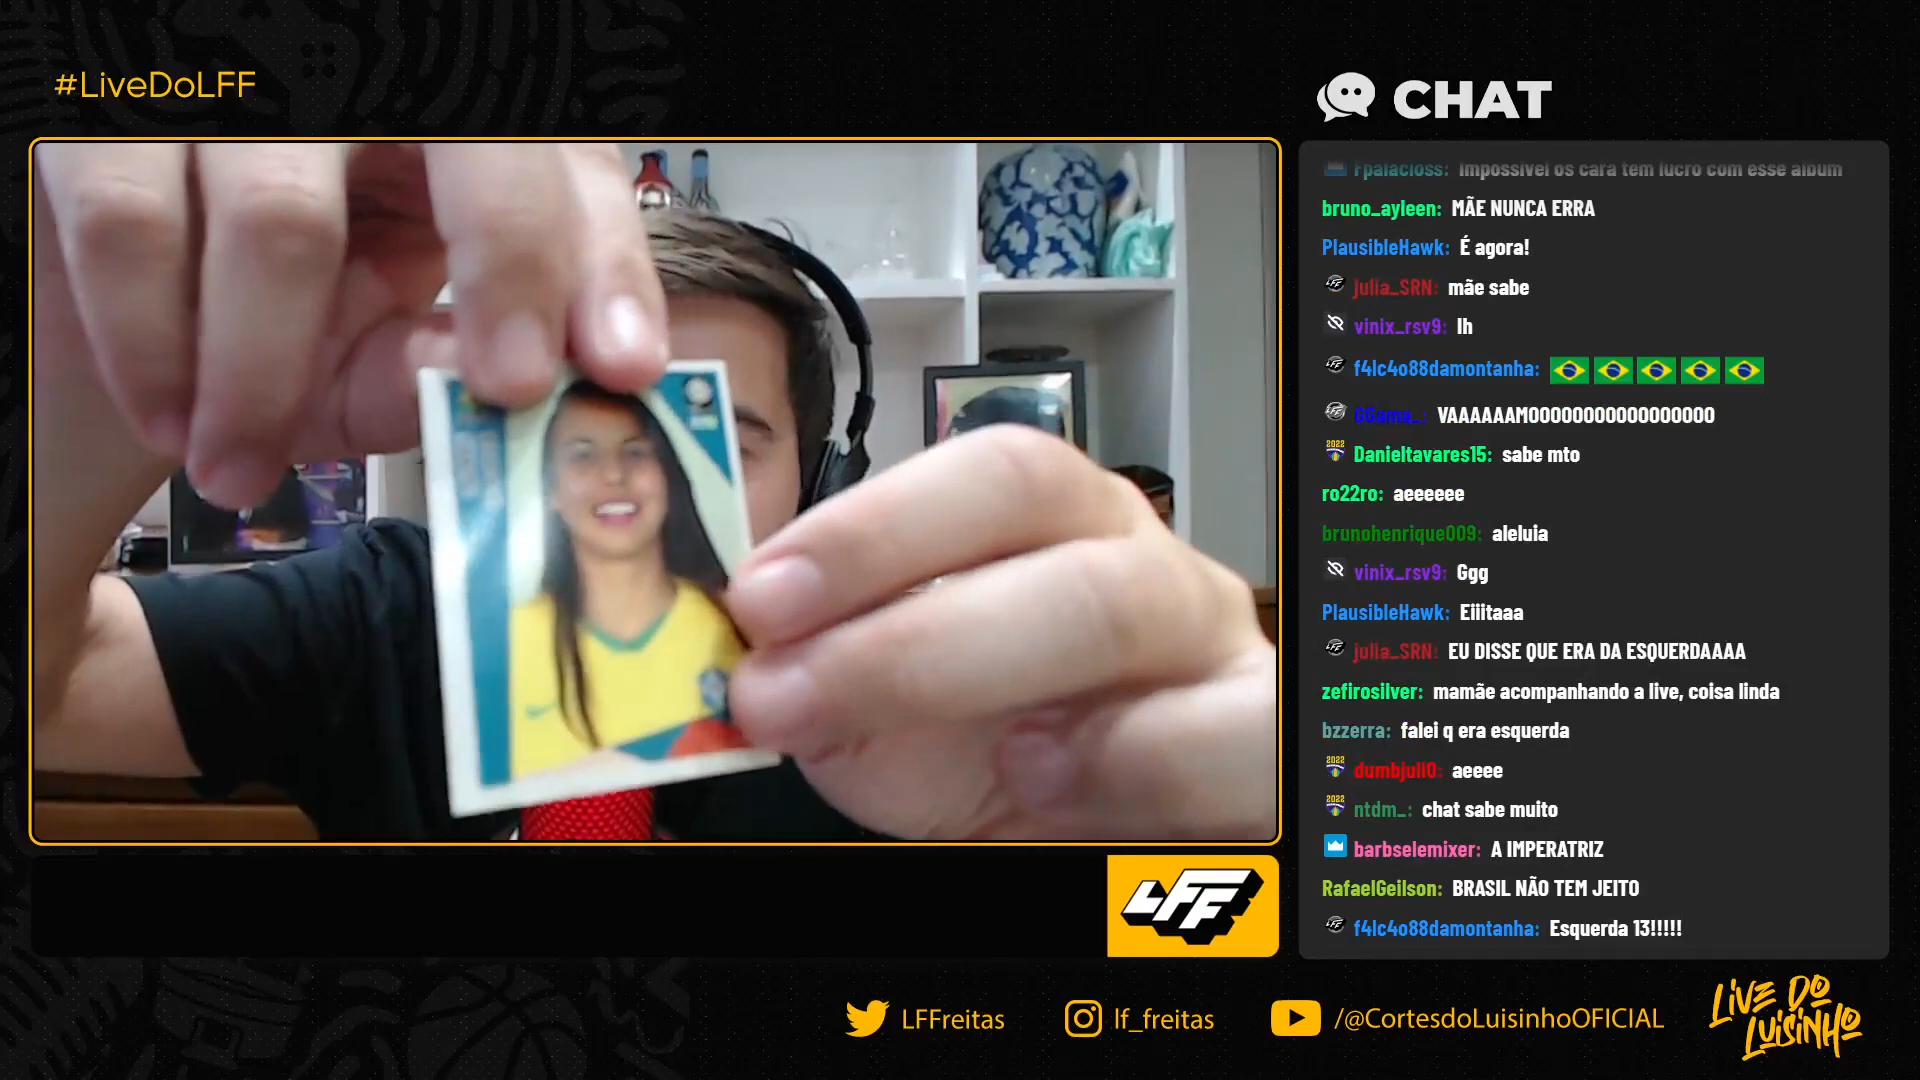 #LiveDoLFF
CHAT
Fpalacioss: Impossível os cara tem lucro com esse album
bruno_ayleen: MÃE NUNCA ERRA
PlausibleHawk: É agora!
julia_SRN: mãe sabe
vinix_rsv9: Ih
f4lc4o88damontanha:
GGama_: VAAAAAAMOOOOOOOOOOOOOOOOO
Danieltavares15: sabe mto
ro22ro: aeeeeee
brunohenrique009: aleluia
vinix_rsv9: Ggg
PlausibleHawk: Eiiitaaa
julia_SRN: EU DISSE QUE ERA DA ESQUERDAAAA
zefirosilver: mamãe acompanhando a live, coisa linda
bzzerra: falei q era esquerda
dumbjull0: aeeee
ntdm_: chat sabe muito
barbselemixer: A IMPERATRIZ
RafaelGeilson: BRASIL NÃO TEM JEITO
f4lc4o88damontanha: Esquerda 13!!!!!
LFF
LFFreitas
lf_freitas
/@CortesdoLuisinhoOFICIAL
LIVE DO
LUISINHO